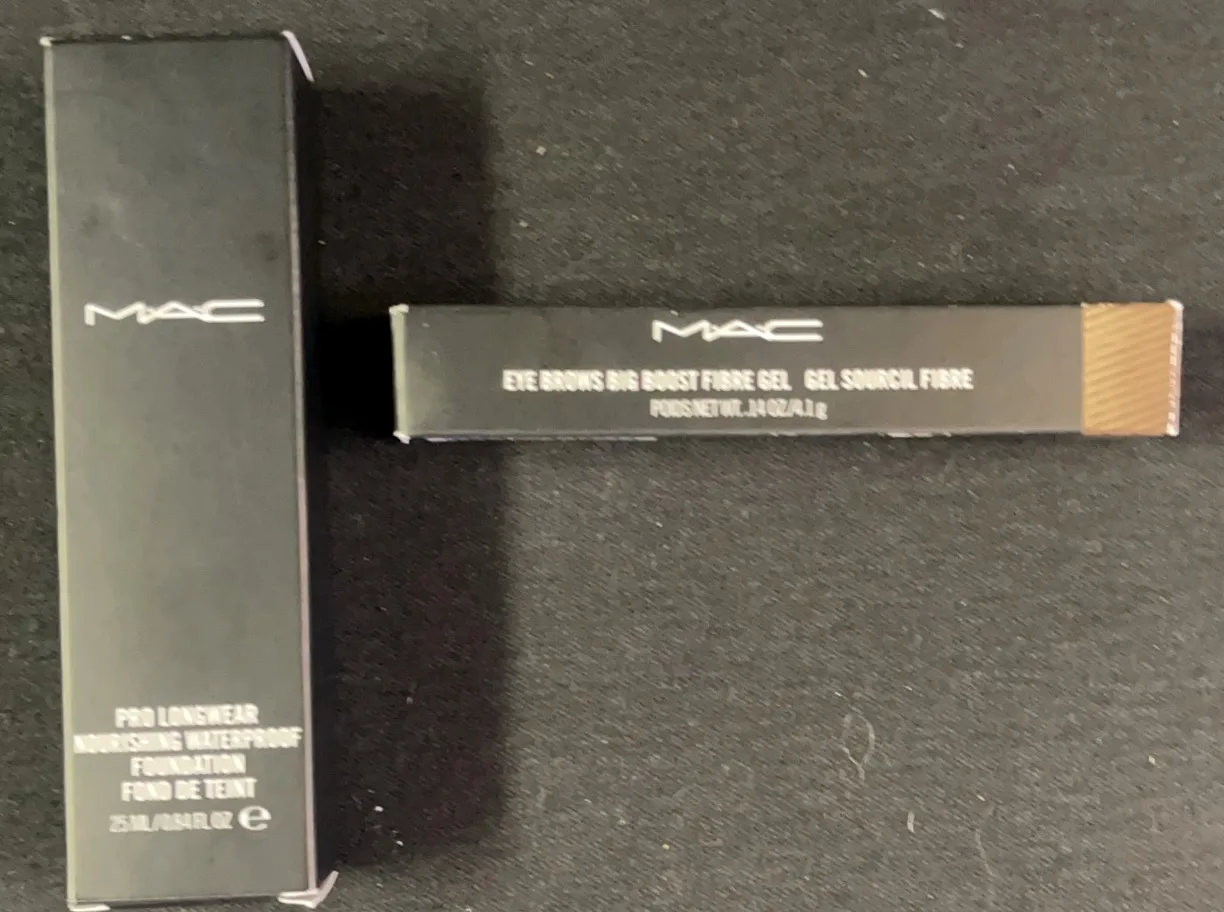 MAC
PRO LONGWEAR
NOURISHING WATERPROOF
FOUNDATION
FOND DE TEINT
25 ML/0.84 FL OZ e
MAC
EYE BROWS BIG BOOST FIBRE GEL GEL SOURCIL FIBRE
POIDS NET WT. .14 OZ/4.1 g